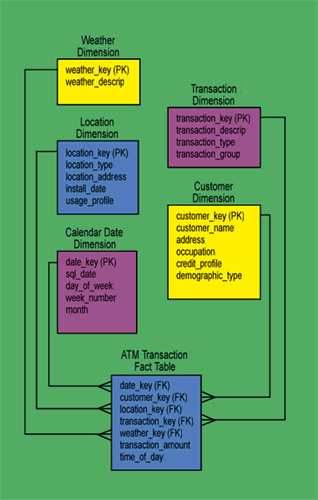 Weather
Dimension
weather_key (PK)
weather_descrip
Transaction
Dimension
transaction_key (PK)
transaction_descrip
transaction_type
transaction_group
Location
Dimension
location_key (PK)
location_type
location_address
install_date
usage_profile
Customer
Dimension
customer_key (PK)
customer_name
address
occupation
credit_profile
demographic_type
Calendar Date
Dimension
date_key (PK)
sql_date
day_of_week.
week_number
month
ATM Transaction
Fact Table
date_key (FK)
customer_key (FK)
location_key (FK)
transaction_key (FK)
weather_key (FK)
transaction_amount
time_of_day